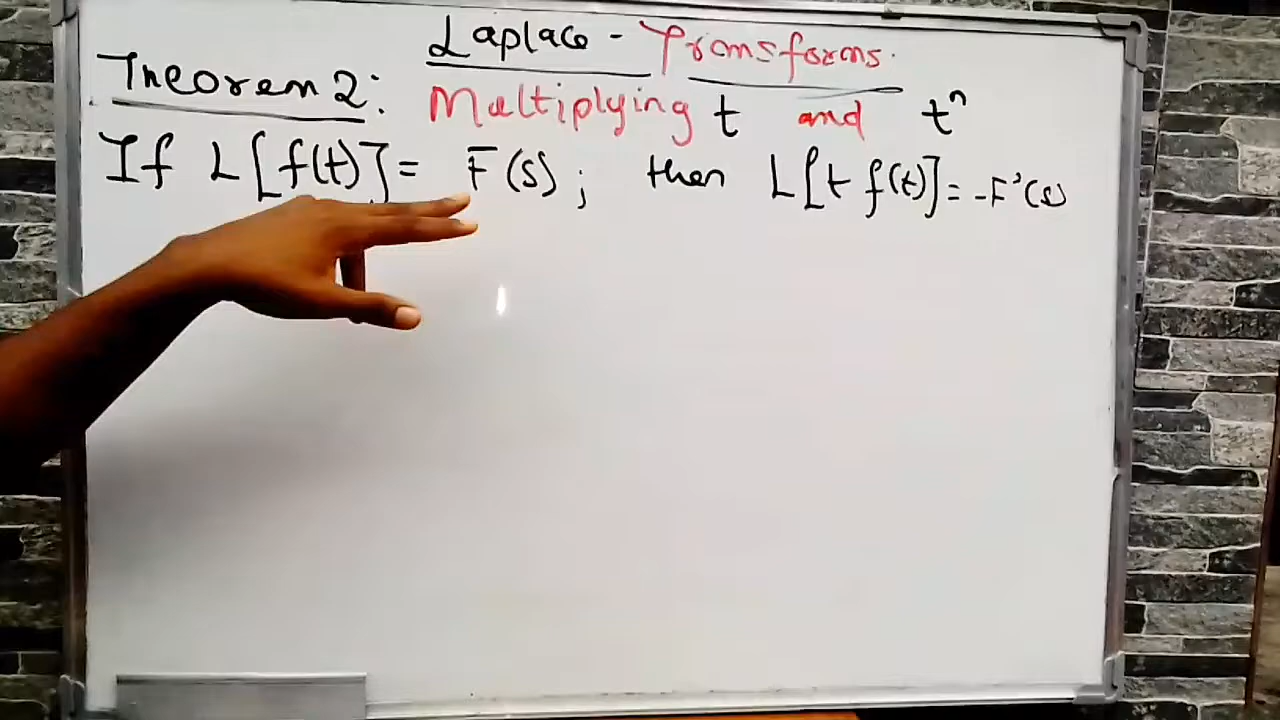 Laplace - Transforms.
Theorem 2: Multiplying t and tⁿ
If L[f(t)] = F(s); then L[t f(t)] = -F'(s)